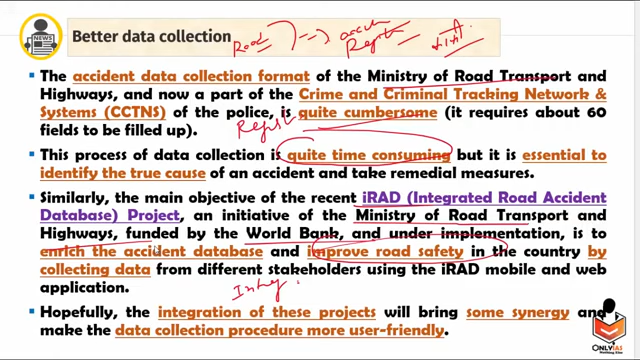 NEWS
Better data collection
Road
The accident data collection format of the Ministry of Road Transport and
Highways, and now a part of the Crime and Criminal Tracking Network &
Systems (CCTNS) of the police, is quite cumbersome (it requires about 60
fields to be filled up).
This process of data collection is quite time consuming but it is essential to
identify the true cause of an accident and take remedial measures.
Similarly, the main objective of the recent iRAD (Integrated Road Accident
Database) Project, an initiative of the Ministry of Road Transport and
Highways, funded by the World Bank, and under implementation, is to
enrich the accident database and improve road safety in the country by
collecting data from different stakeholders using the iRAD mobile and web
application.
Integ
Hopefully, the integration of these projects will bring some synergy and
make the data collection procedure more user-friendly.
ONLYIAS